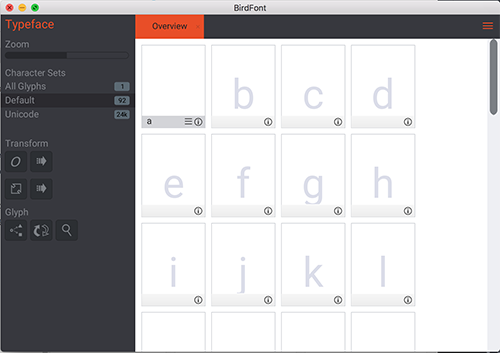 BirdFont
Typeface
Overview
Zoom
Character Sets
All Glyphs 1
Default 92
Unicode 24k
Transform
Glyph
b c d
a
e f g h
i j k l